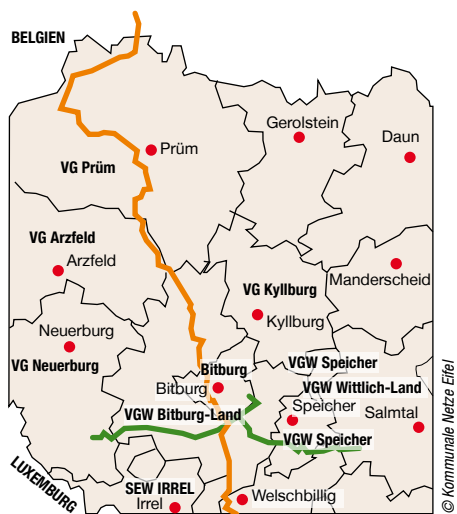 BELGIEN
Gerolstein
Daun
Prüm
VG Prüm
VG Arzfeld
Arzfeld
Manderscheid
VG Kyllburg
Kyllburg
Neuerburg
VG Neuerburg
Bitburg
VGW Speicher
Bitburg
VGW Wittlich-Land
VGW Bitburg-Land
Speicher
Salmtal
VGW Speicher
LUXEMBURG
SEW IRREL
Irrel
Welschbillig
© Kommunale Netze Eifel